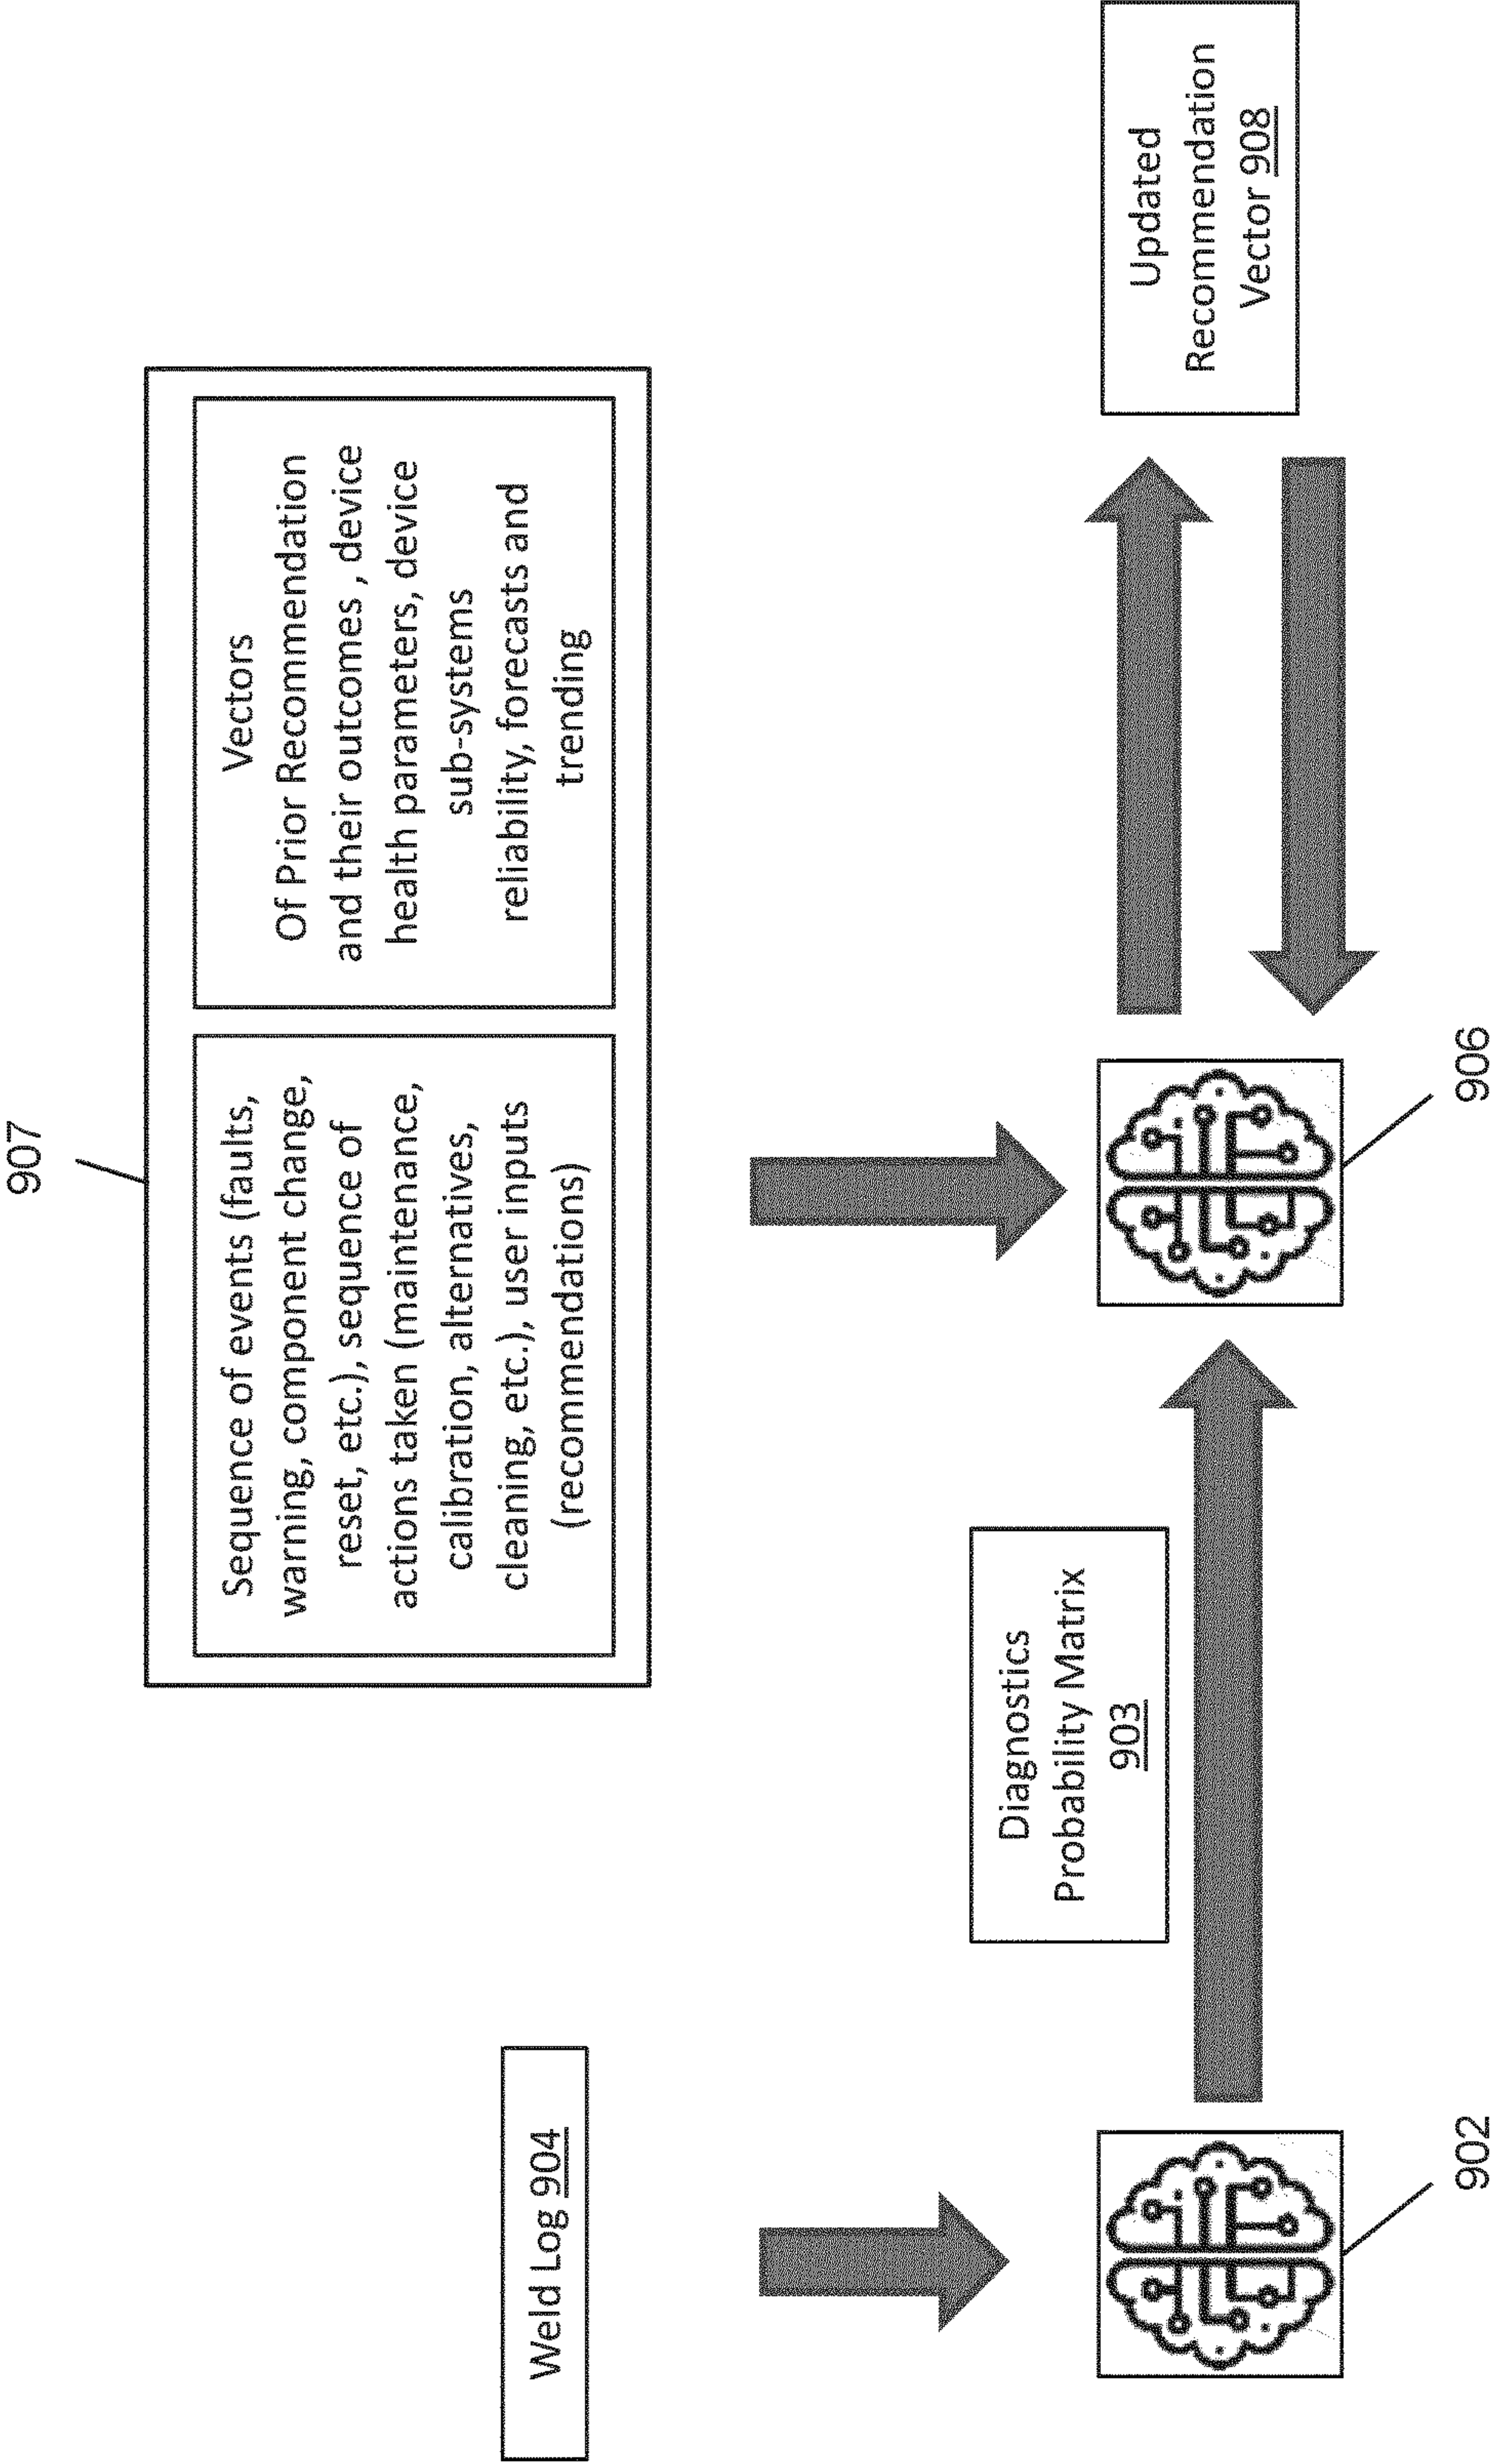 907
Sequence of events (faults,
warning, component change,
reset, etc.), sequence of
actions taken (maintenance,
calibration, alternatives,
cleaning, etc.), user inputs
(recommendations)
Vectors
Of Prior Recommendation
and their outcomes , device
health parameters, device
sub-systems
reliability, forecasts and
trending
Weld Log 904
Diagnostics
Probability Matrix
903
Updated
Recommendation
Vector 908
902
906